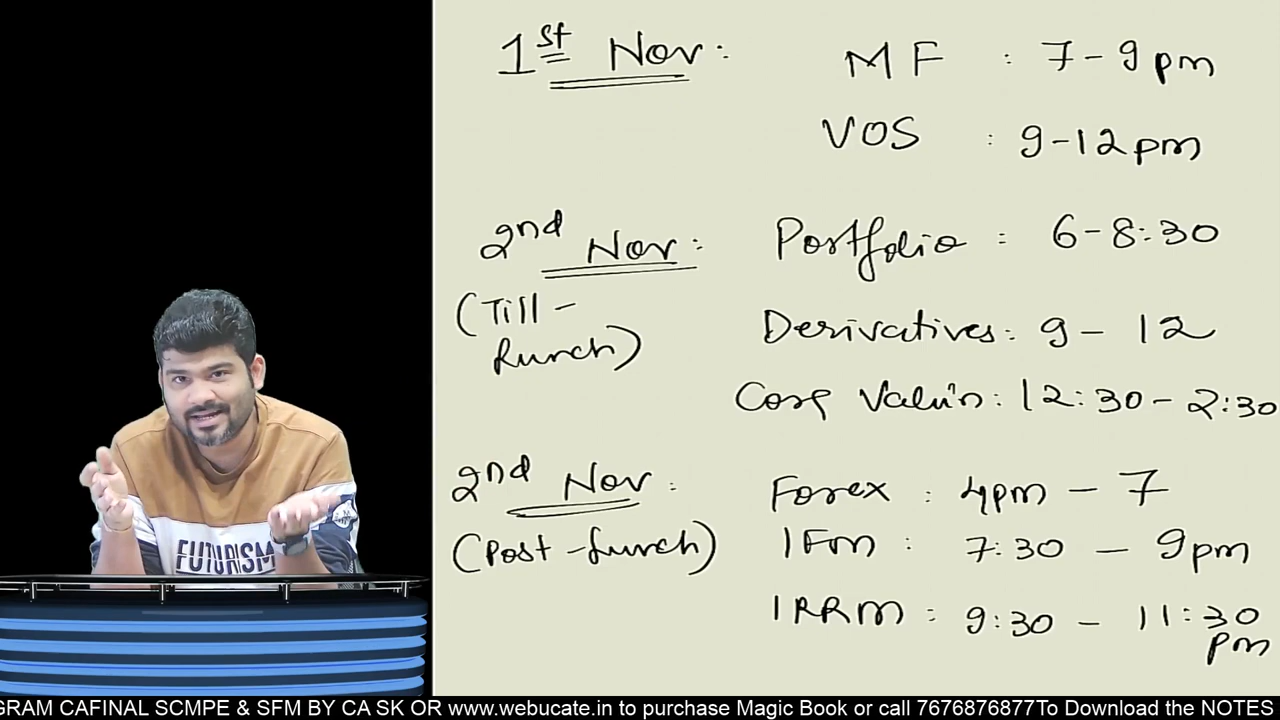 1st Nov : MF : 7-9pm
VOS : 9-12pm
2nd Nov : Portfolio : 6-8:30
(Till-
Lunch) Derivatives : 9-12
Corp Valu'n : 12:30-2:30
2nd Nov : Forex : 4pm-7
(Post-Lunch) IFM : 7:30-9pm
IRRM : 9:30-11:30
pm
FUTURISM
GRAM CAFINAL SCMPE & SFM BY CA SK OR www.webucate.in to purchase Magic Book or call 7676876877To Download the NOTES